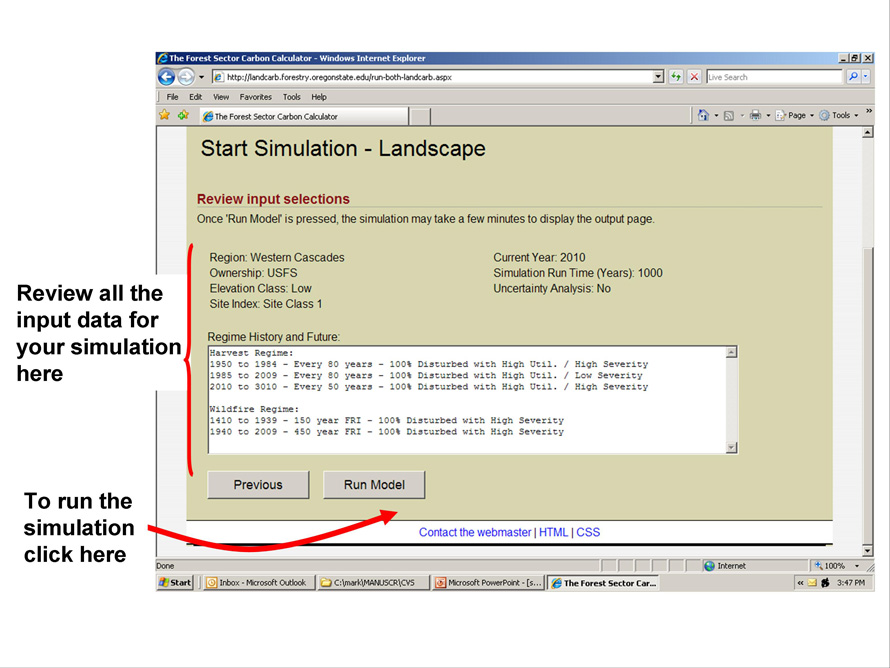 The Forest Sector Carbon Calculator - Windows Internet Explorer
http://landcarb.forestry.oregonstate.edu/run-both-landcarb.aspx
Live Search
File Edit View Favorites Tools Help
The Forest Sector Carbon Calculator
Page Tools »
Start Simulation - Landscape
Review input selections
Once 'Run Model' is pressed, the simulation may take a few minutes to display the output page.
Region: Western Cascades
Ownership: USFS
Elevation Class: Low
Site Index: Site Class 1
Current Year: 2010
Simulation Run Time (Years): 1000
Uncertainty Analysis: No
Review all the
input data for
your simulation
here
Regime History and Future:
Harvest Regime:
1950 to 1984 - Every 80 years - 100% Disturbed with High Util. / High Severity
1985 to 2009 - Every 80 years - 100% Disturbed with High Util. / Low Severity
2010 to 3010 - Every 50 years - 100% Disturbed with High Util. / High Severity
Wildfire Regime:
1410 to 1939 - 150 year FRI - 100% Disturbed with High Severity
1940 to 2009 - 450 year FRI - 100% Disturbed with High Severity
Previous Run Model
To run the
simulation
click here
Contact the webmaster | HTML | CSS
Done Internet 100%
Start Inbox - Microsoft Outlook C:\mark\MANUSCR\CVS Microsoft PowerPoint - [s... The Forest Sector Car... « 3:47 PM